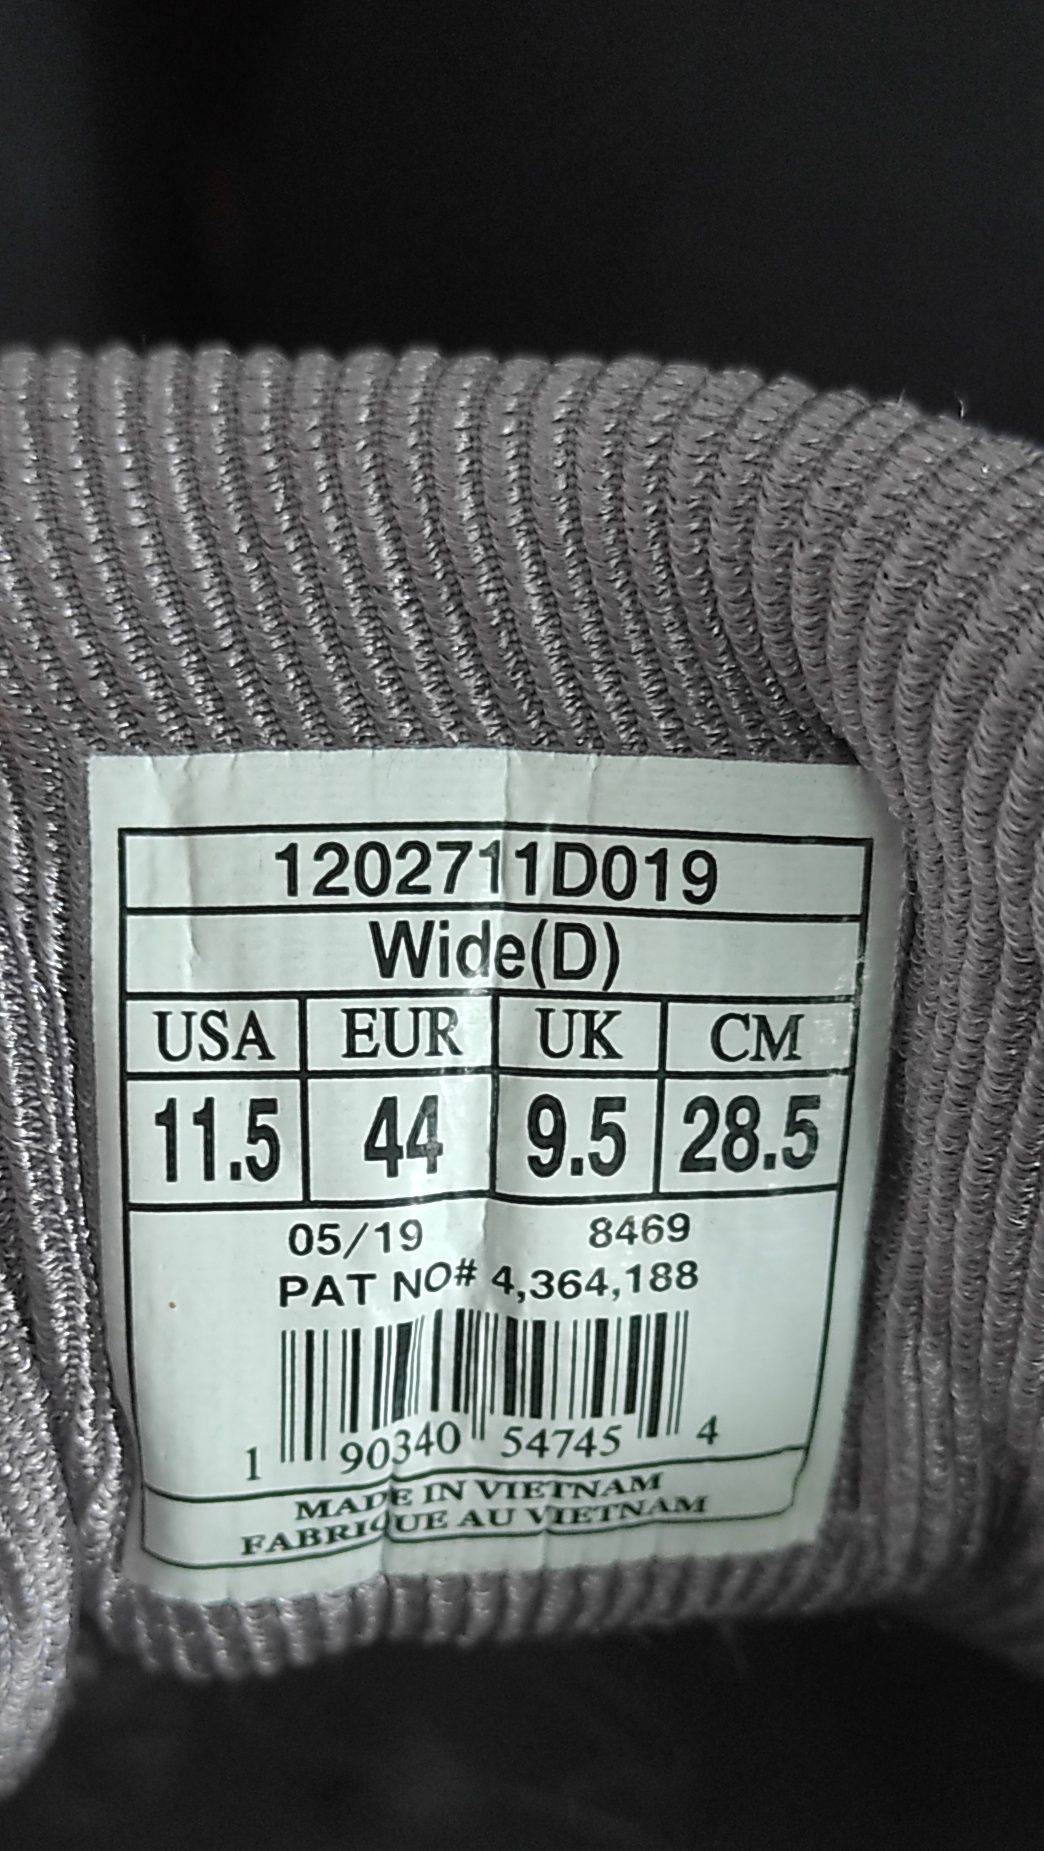 1202711D019
Wide(D)
USA EUR UK CM
11.5 44 9.5 28.5
05/19 8469
PAT NO# 4,364,188
1 90340 54745 4
MADE IN VIETNAM
FABRIQUE AU VIETNAM